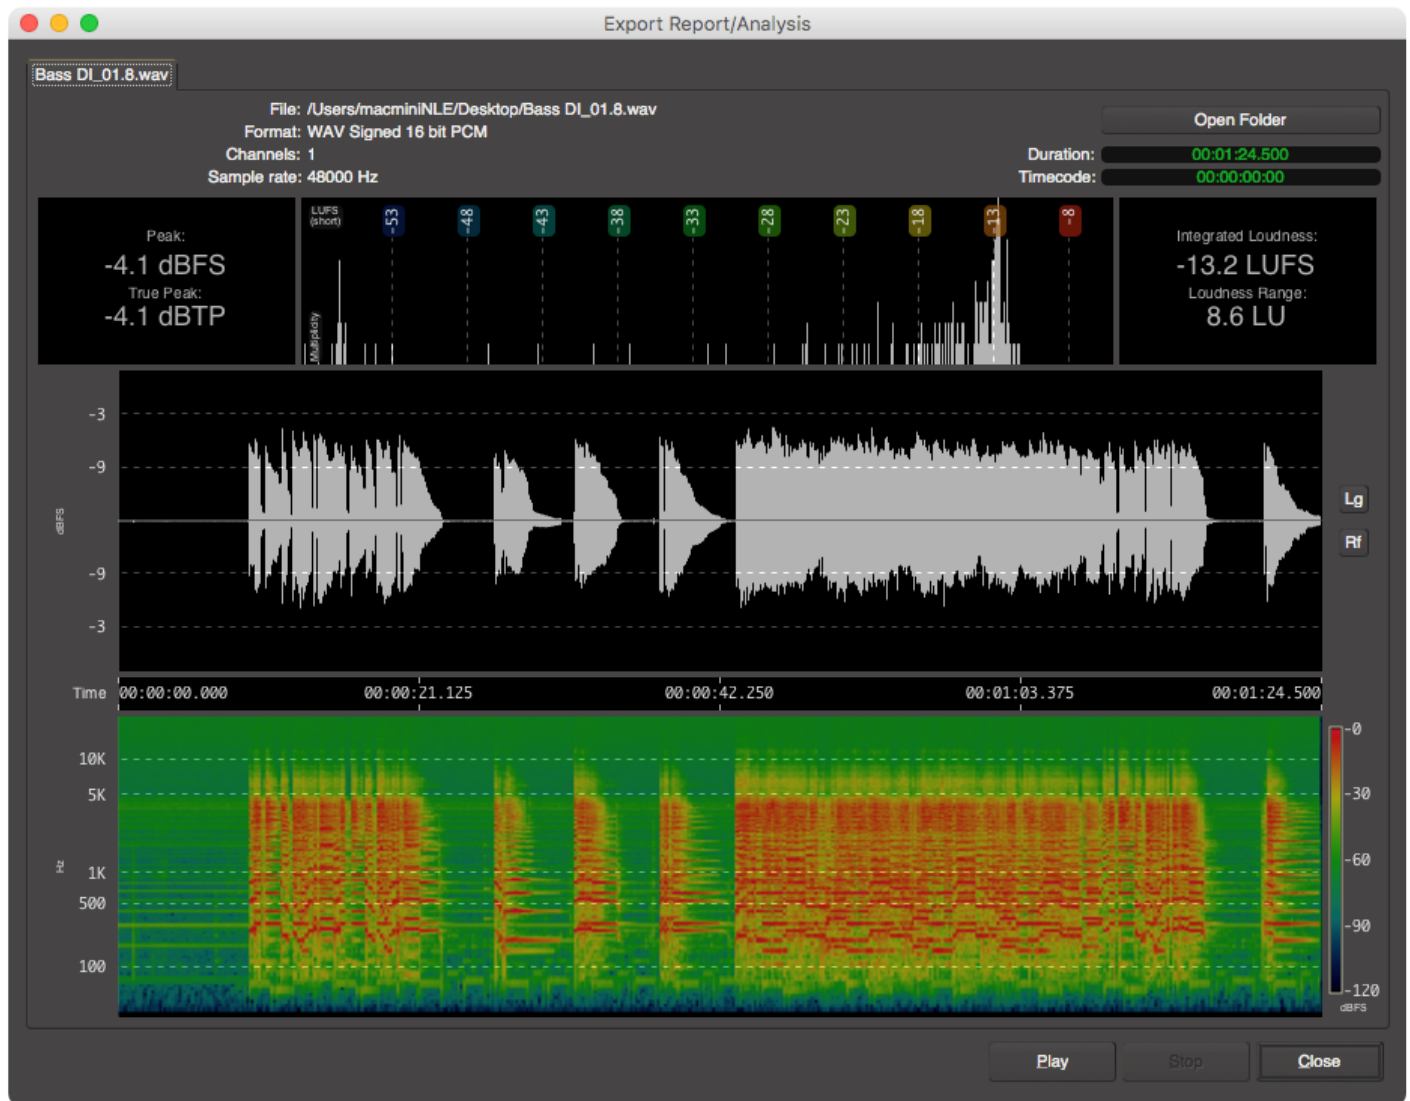 Export Report/Analysis
Bass DI_01.8.wav
File: /Users/macminiNLE/Desktop/Bass DI_01.8.wav
Format: WAV Signed 16 bit PCM
Channels: 1
Sample rate: 48000 Hz
Open Folder
Duration: 00:01:24.500
Timecode: 00:00:00:00
Peak:
-4.1 dBFS
True Peak:
-4.1 dBTP
LUFS
(short)
-53
-48
-43
-38
-33
-28
-23
-18
-13
-8
Multiplicity
Integrated Loudness:
-13.2 LUFS
Loudness Range:
8.6 LU
-3
-9
dBFS
-9
-3
Lg
Rf
Time 00:00:00.000 00:00:21.125 00:00:42.250 00:01:03.375 00:01:24.500
10K
5K
Hz
1K
500
100
-0
-30
-60
-90
-120
dBFS
Play
Stop
Close